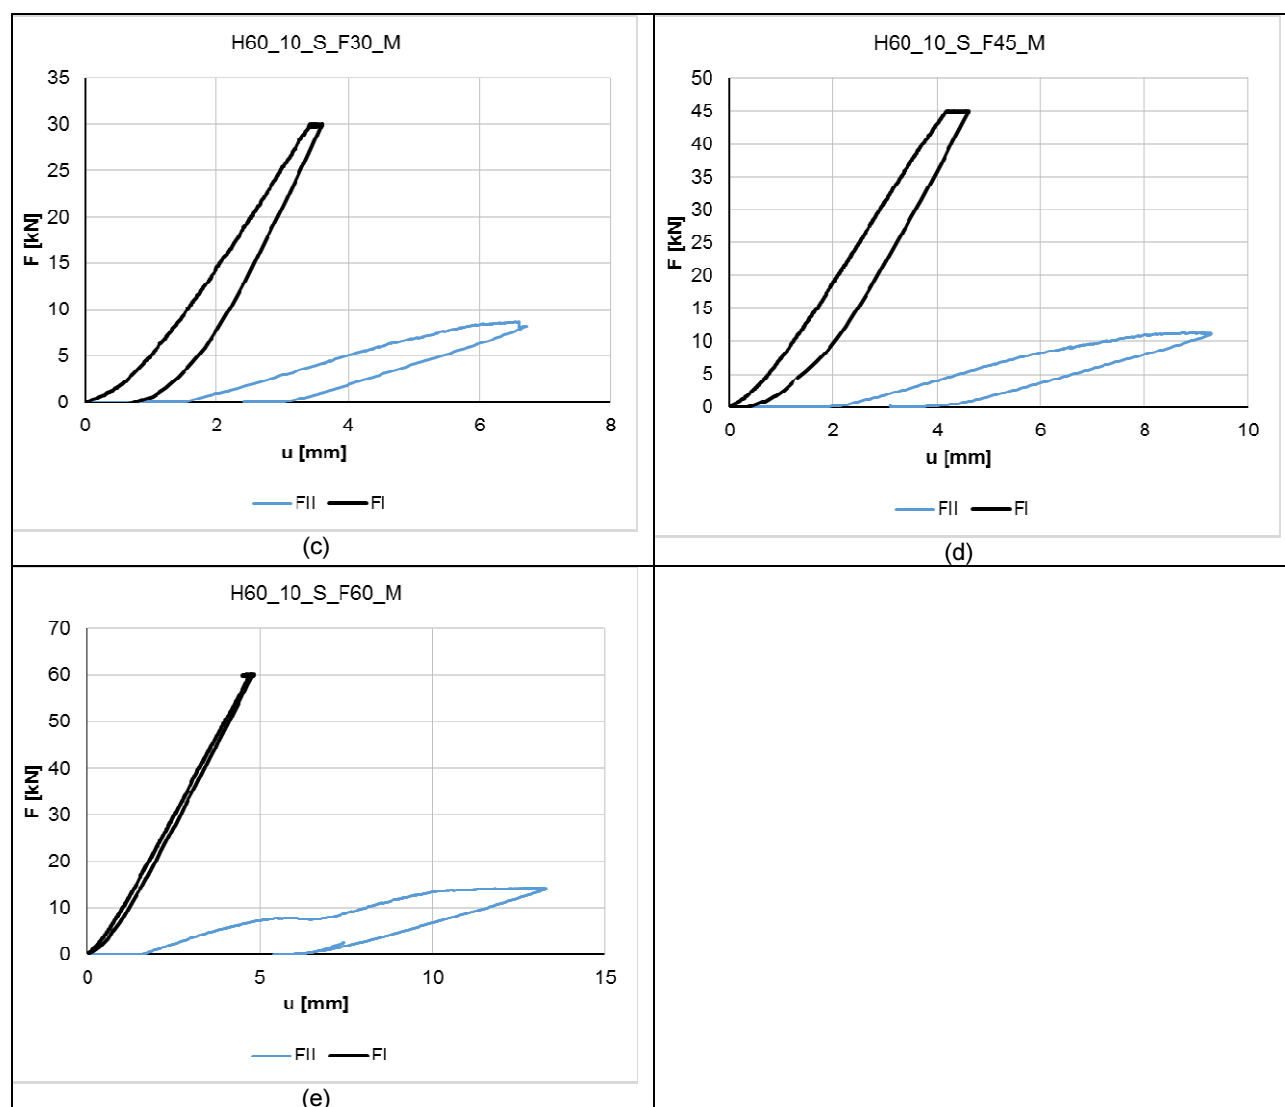 H60_10_S_F30_M
35
30
25
20
15
10
5
0
F [kN]
0 2 4 6 8
u [mm]
FII FI
(c)
H60_10_S_F45_M
50
45
40
35
30
25
20
15
10
5
0
F [kN]
0 2 4 6 8 10
u [mm]
FII FI
(d)
H60_10_S_F60_M
70
60
50
40
30
20
10
0
F [kN]
0 5 10 15
u [mm]
FII FI
(e)